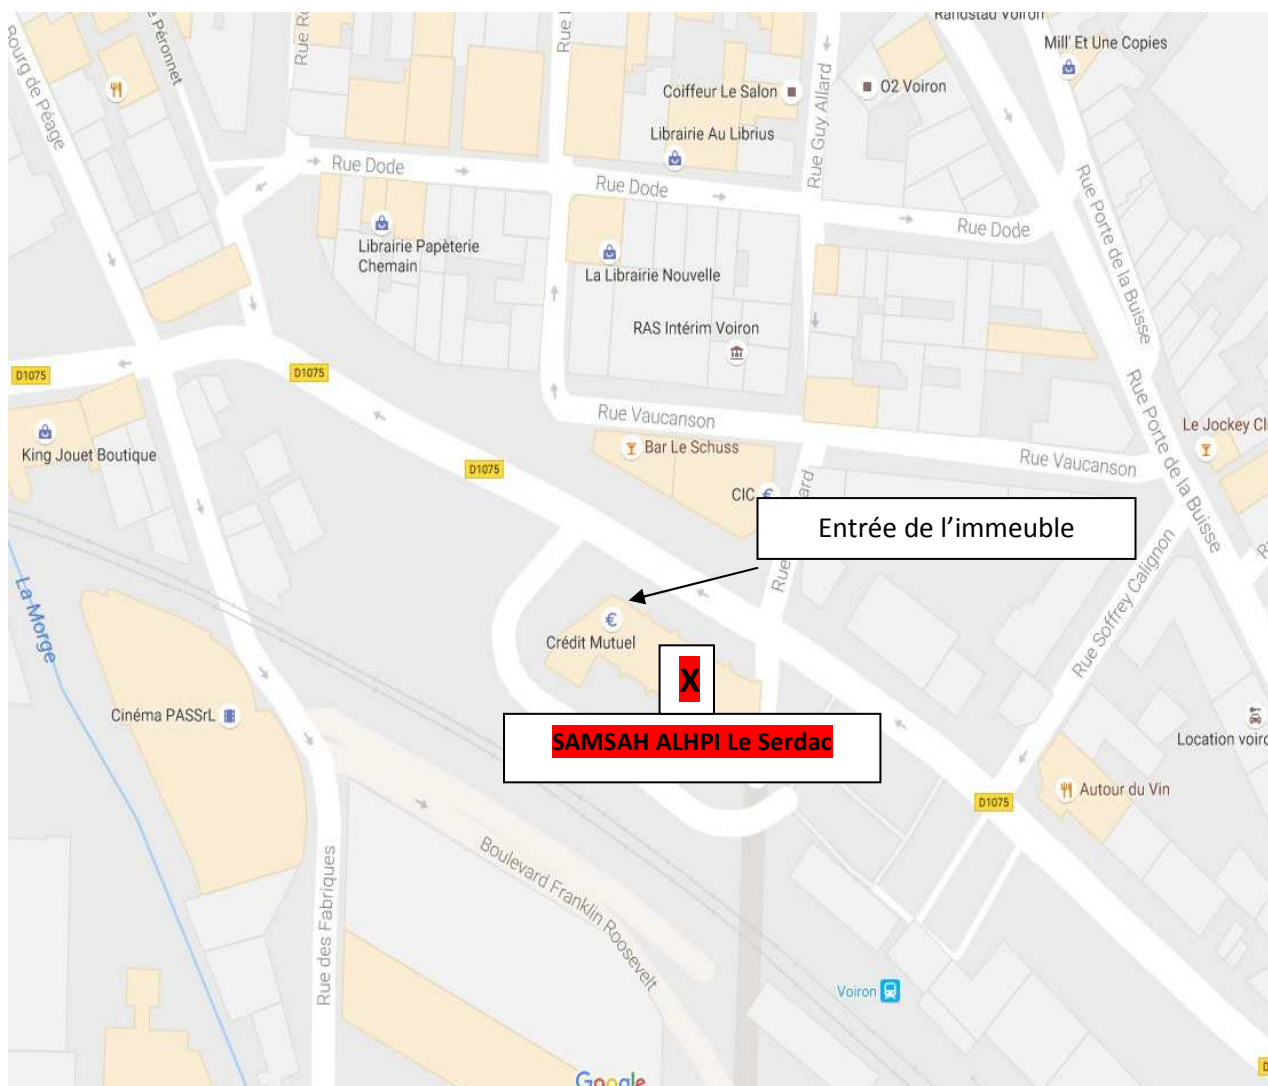 Randstad Voiron
Mill' Et Une Copies
Bourg de Péage
Péronnet
Coiffeur Le Salon
O2 Voiron
Rue Guy Allard
Librairie Au Librius
Rue Dode
Rue Dode
Rue Dode
Rue Porte de la Buisse
Librairie Papèterie
Chemain
La Librairie Nouvelle
RAS Intérim Voiron
D1075
D1075
Rue Vaucanson
Rue Porte de la Buisse
Le Jockey Cl
King Jouet Boutique
Bar Le Schuss
Rue Vaucanson
D1075
CIC
ard
Entrée de l’immeuble
Rue
Rue Soffrey Calignon
La Morge
Crédit Mutuel
X
Cinéma PASSrL
SAMSAH ALHPI Le Serdac
Location voiro
Autour du Vin
D1075
Boulevard Franklin Roosevelt
Rue des Fabriques
Voiron
Google